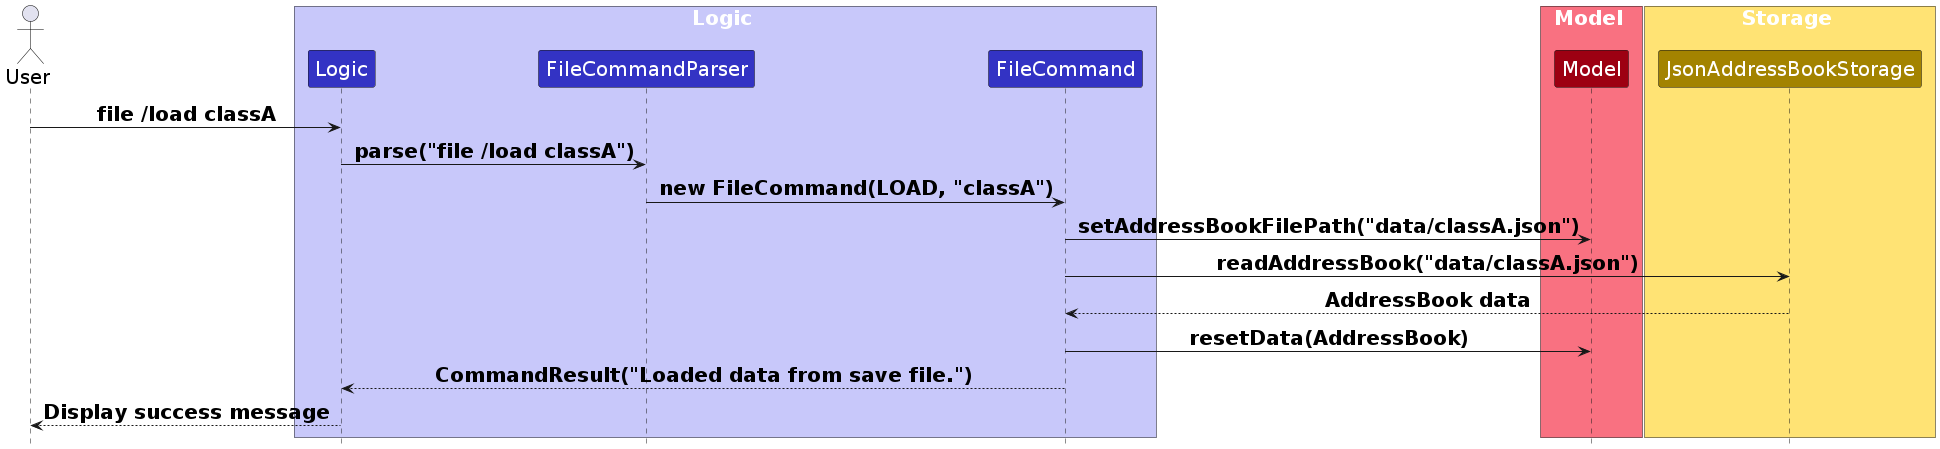 Logic
Model
Storage
User
Logic
FileCommandParser
FileCommand
Model
JsonAddressBookStorage
file /load classA
parse("file /load classA")
new FileCommand(LOAD, "classA")
setAddressBookFilePath("data/classA.json")
readAddressBook("data/classA.json")
AddressBook data
resetData(AddressBook)
CommandResult("Loaded data from save file.")
Display success message